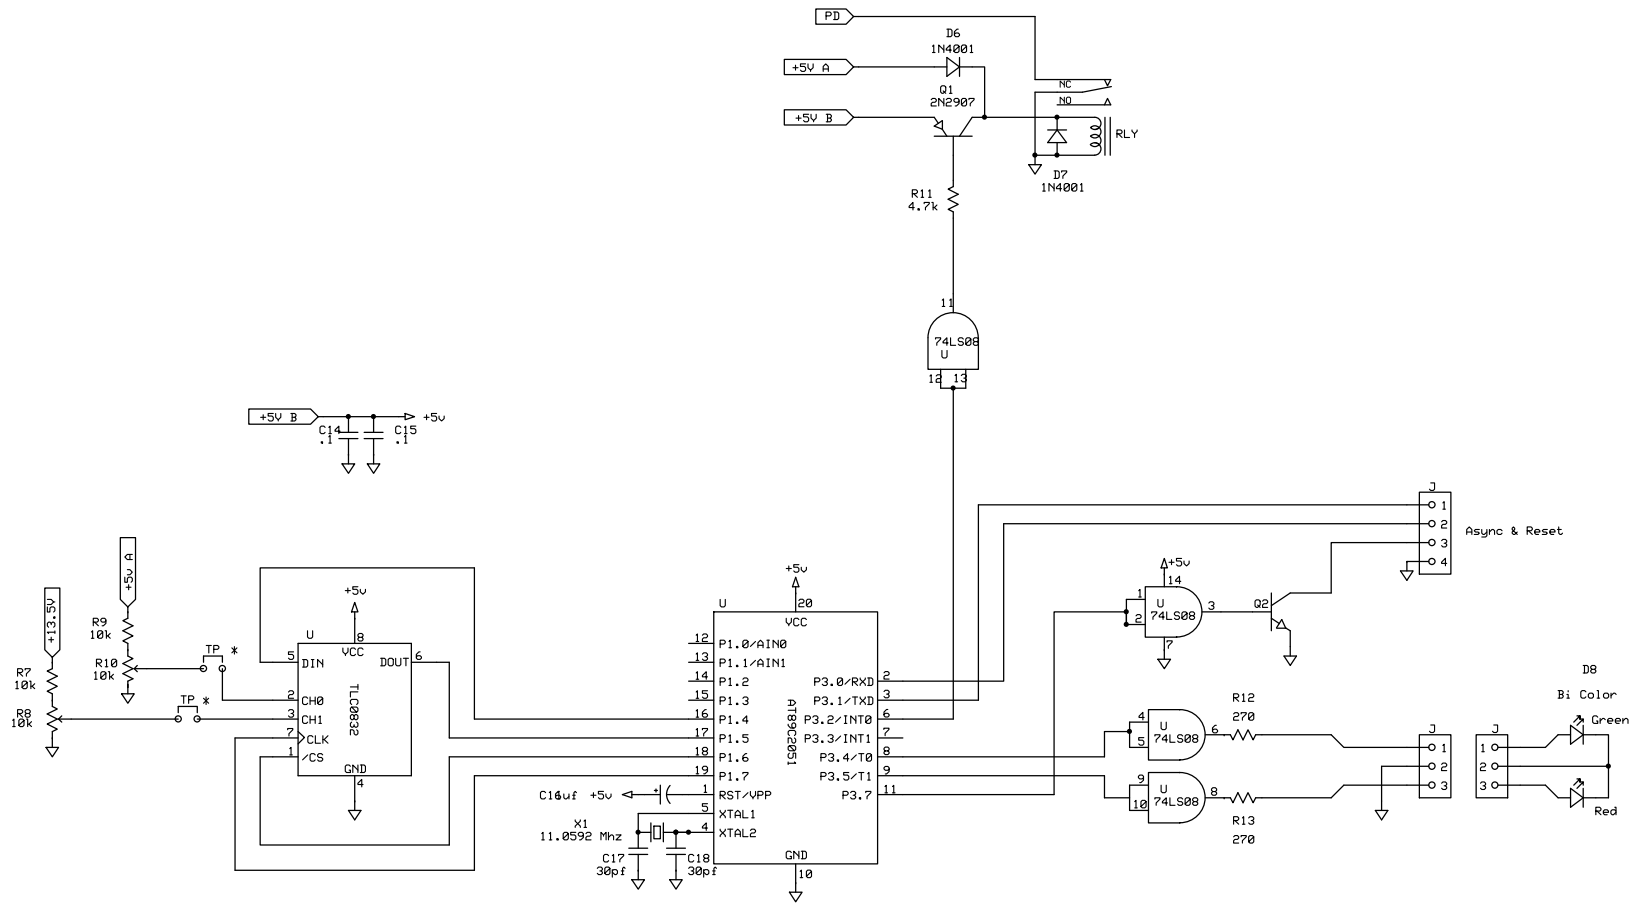 PD
D6
1N4001
+5V A
Q1
2N2907
+5V B
NC
NO
RLY
D7
1N4001
R11
4.7k
11
74LS08
U
12 13
+5V B
+5v
C14
.1
C15
.1
J
1
2
3
4
Async & Reset
+5v A
+13.5V
R9
10k
R10
10k
R7
10k
R8
10k
TP *
TP *
+5v
U
8
VCC
5 DIN
DOUT 6
2 CH0
3 CH1
7 CLK
1 /CS
TLC0832
GND
4
+5v
U
20
VCC
12 P1.0/AIN0
13 P1.1/AIN1
14 P1.2
15 P1.3
16 P1.4
17 P1.5
18 P1.6
19 P1.7
1 RST/VPP
5 XTAL1
4 XTAL2
AT89C2051
P3.0/RXD 2
P3.1/TXD 3
P3.2/INT0 6
P3.3/INT1 7
P3.4/T0 8
P3.5/T1 9
P3.7 11
GND
10
C16 1uf +5v
+
X1
11.0592 Mhz
C17
30pf
C18
30pf
+5v
14
1
2
U
74LS08
3
7
Q2
4
5
U
74LS08
6
R12
270
9
10
U
74LS08
8
R13
270
J
1
2
3
J
1
2
3
D8
Bi Color
Green
Red